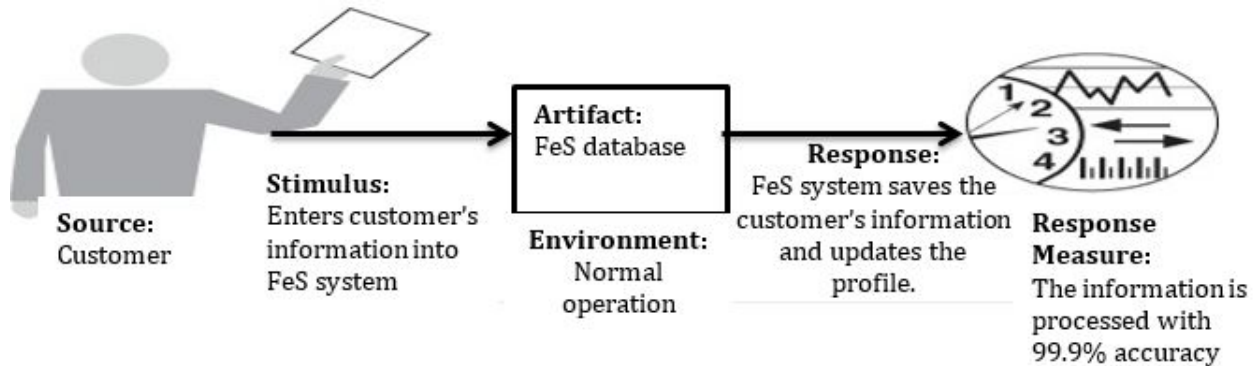 Source:
Customer
Stimulus:
Enters customer's
information into
FeS system
Artifact:
FeS database
Environment:
Normal
operation
Response:
FeS system saves the
customer's information
and updates the
profile.
1
2
3
4
Response
Measure:
The information is
processed with
99.9% accuracy